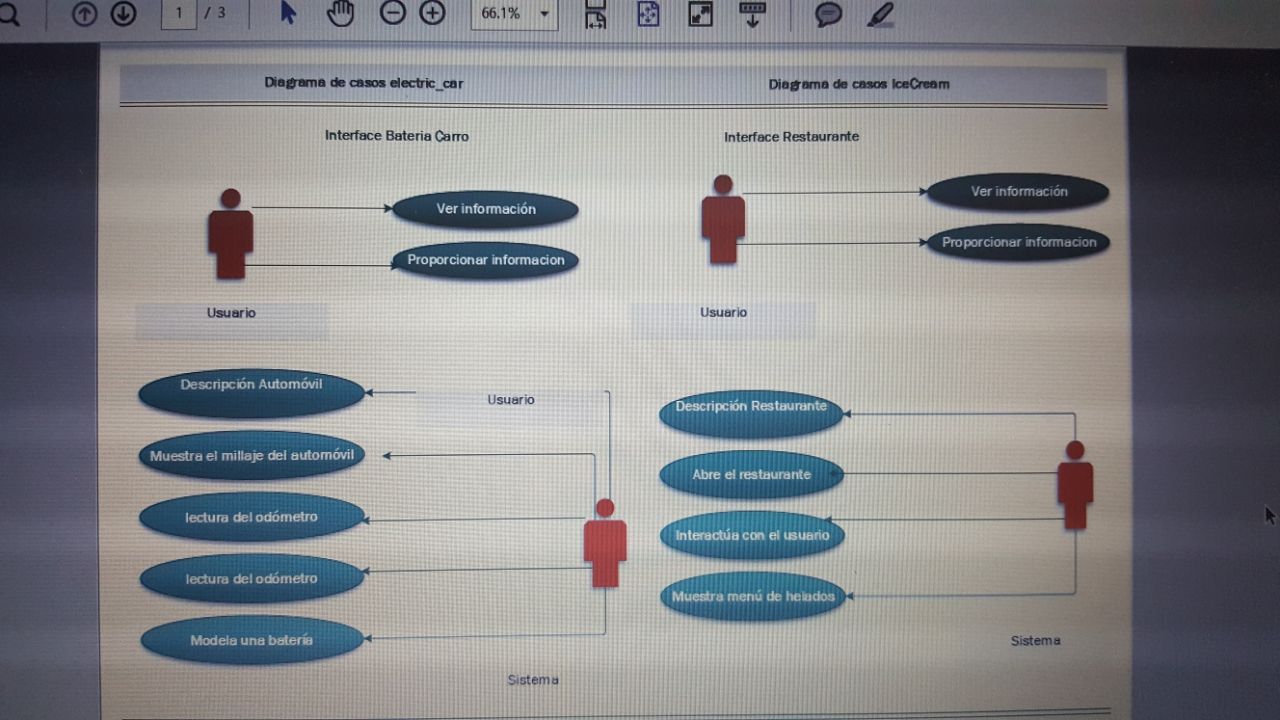 1 / 3 66.1%
Diagrama de casos electric_car
Diagrama de casos IceCream
Interface Bateria Carro
Interface Restaurante
Ver información
Proporcionar informacion
Usuario
Ver información
Proporcionar informacion
Usuario
Descripción Automóvil
Usuario
Muestra el millaje del automóvil
lectura del odómetro
lectura del odómetro
Modela una batería
Sistema
Descripción Restaurante
Abre el restaurante
Interactúa con el usuario
Muestra menú de helados
Sistema